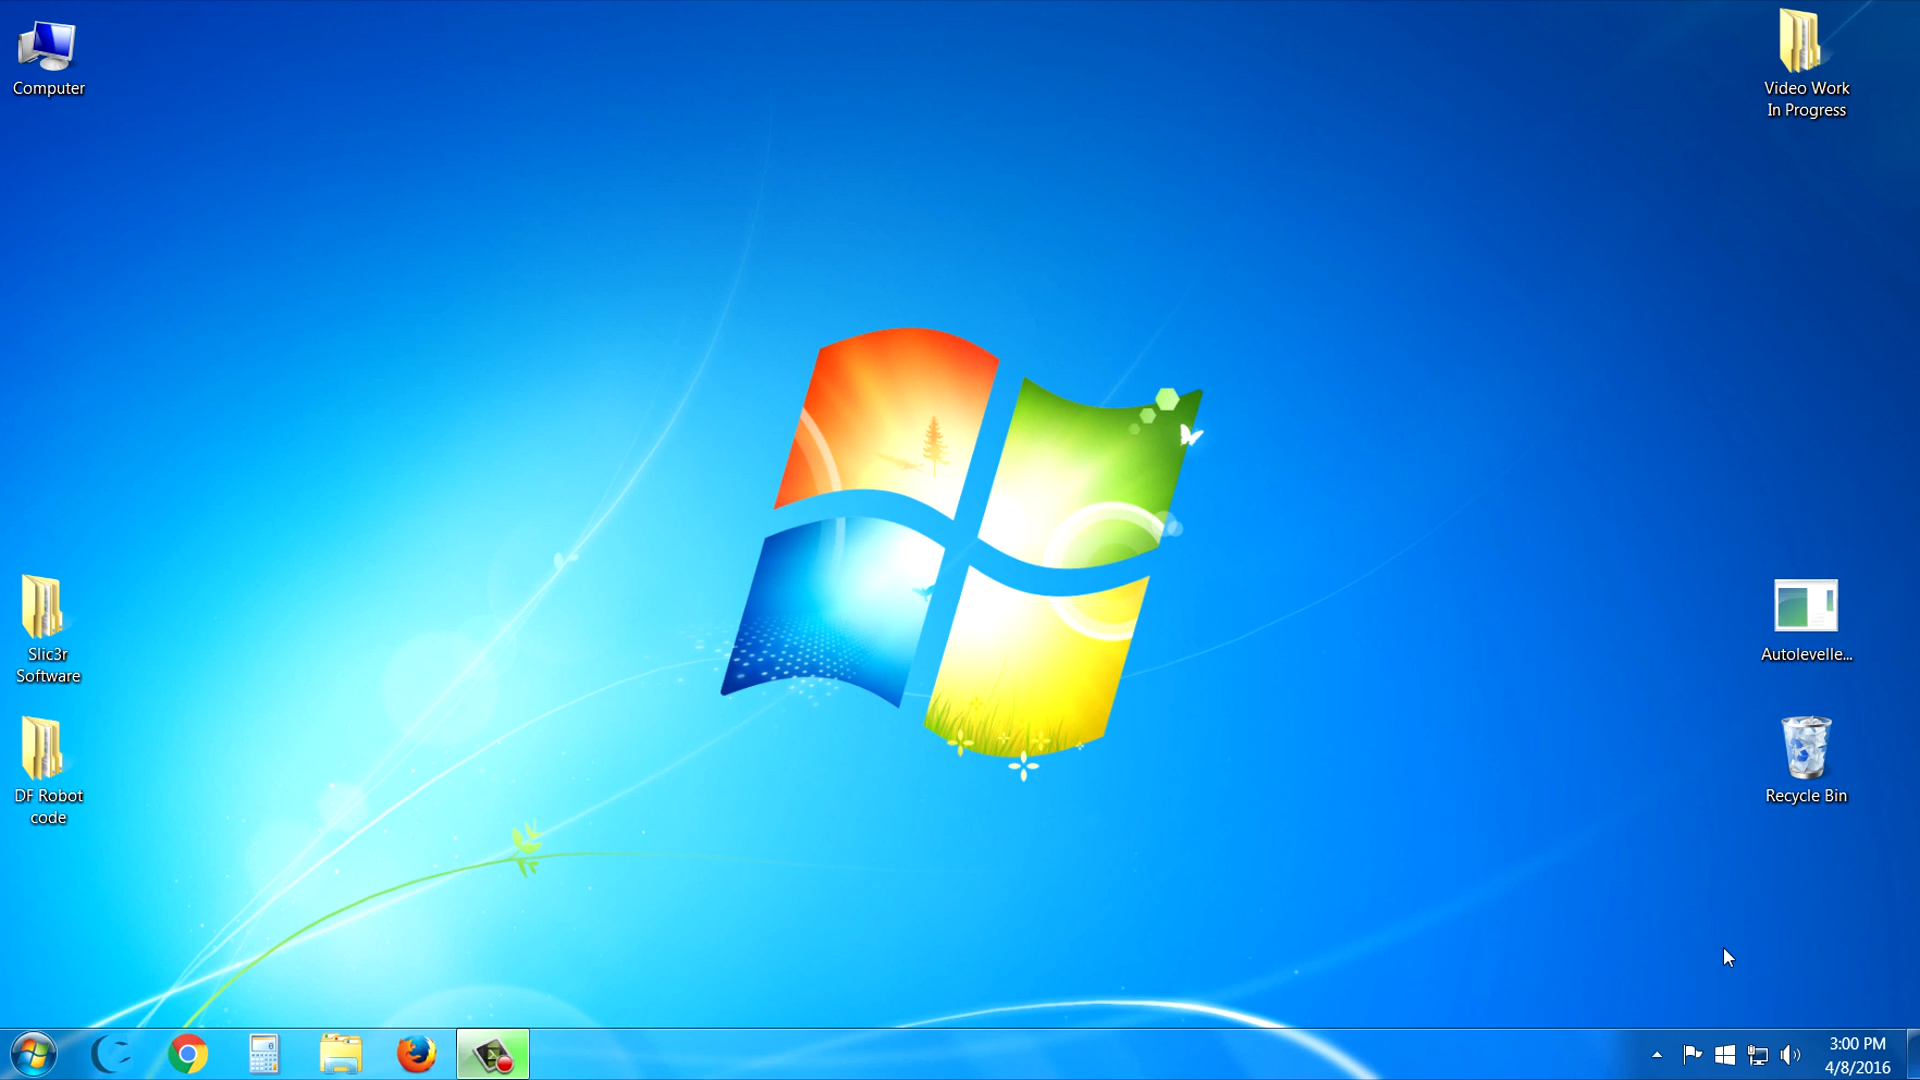 Computer
Video Work
In Progress
Slic3r
Software
Autolevelle...
DF Robot
code
Recycle Bin
3:00 PM
4/8/2016